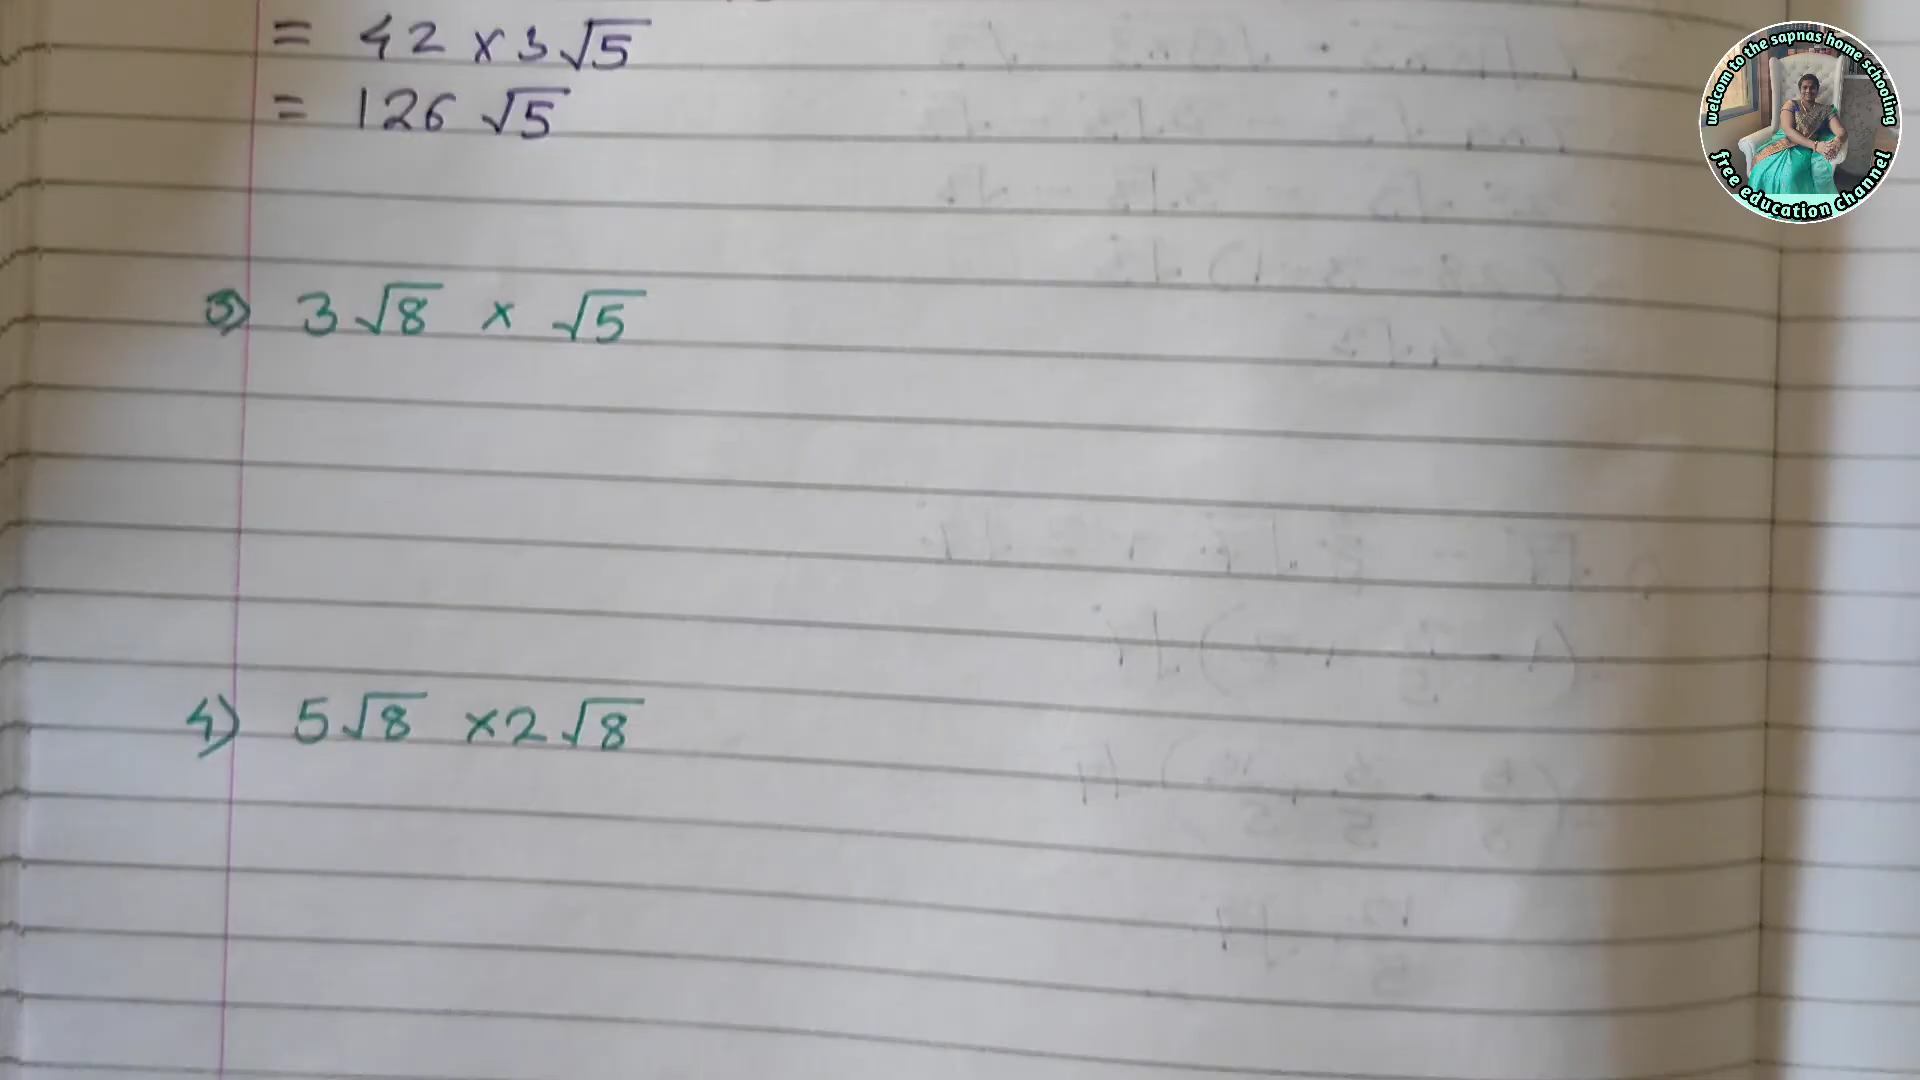 = 42 × 3√5
= 126 √5
welcom to the sapnas home schooling
free education channel
3) 3√8 × √5
4) 5√8 ×2√8